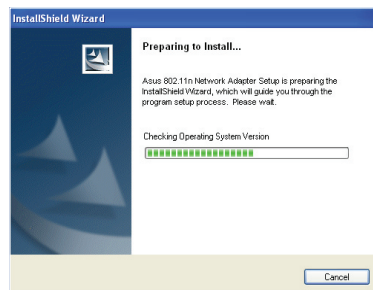 InstallShield Wizard
Preparing to Install...
Asus 802.11n Network Adapter Setup is preparing the
InstallShield Wizard, which will guide you through the
program setup process. Please wait.
Checking Operating System Version
Cancel